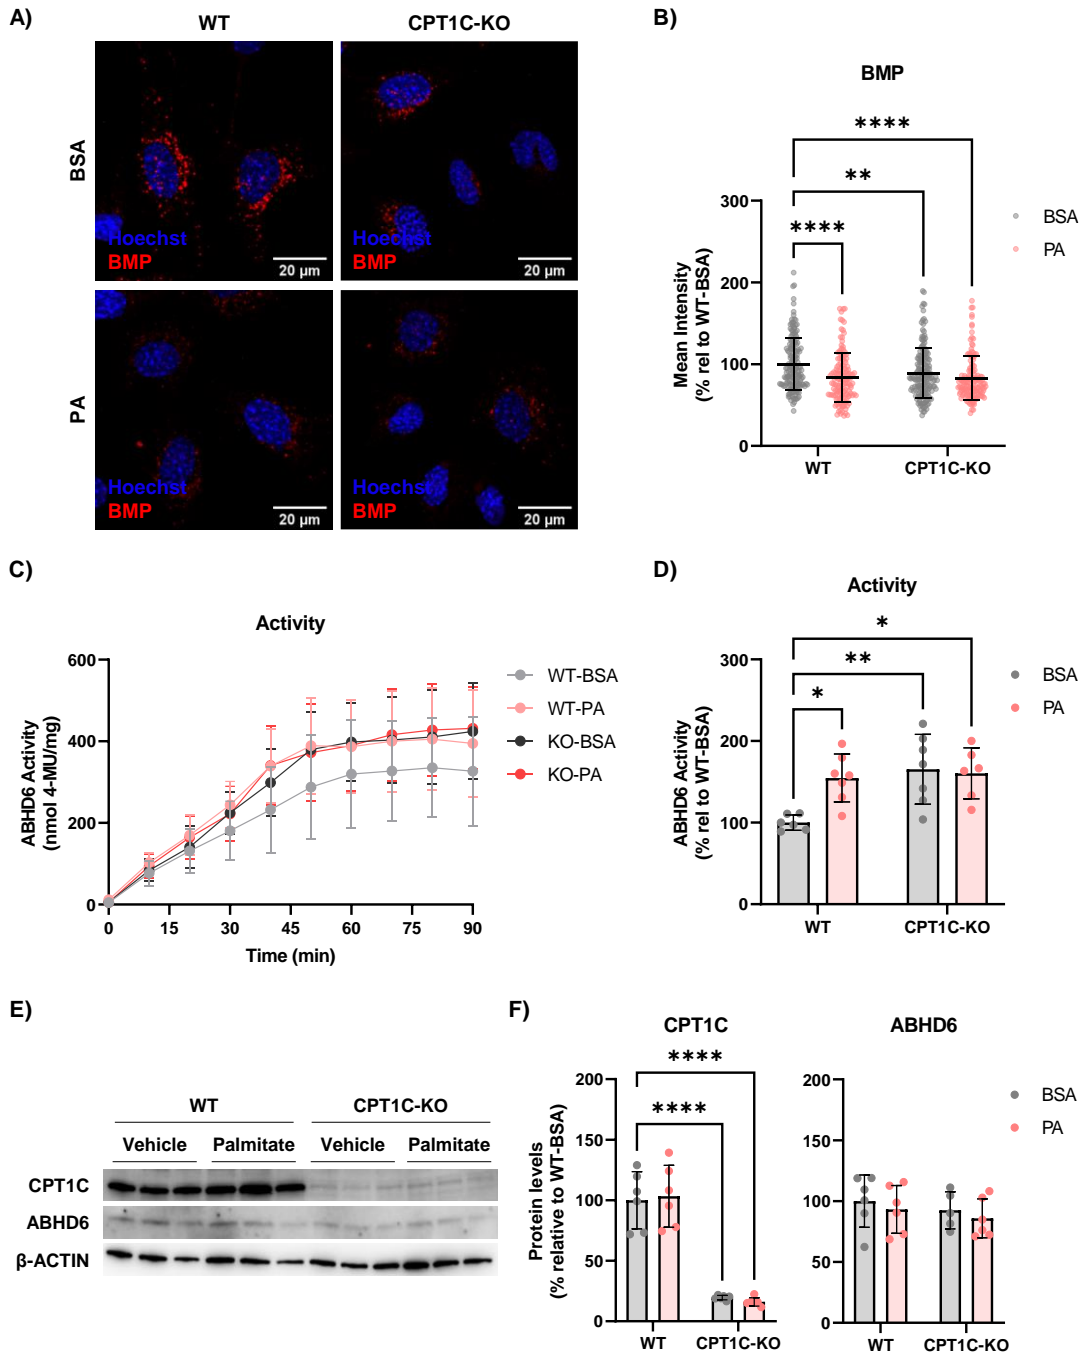 A)
WT
CPT1C-KO
BSA
Hoechst
BMP
20 µm
Hoechst
BMP
20 µm
PA
Hoechst
BMP
20 µm
Hoechst
BMP
20 µm
B)
BMP
****
**
****
Mean Intensity
(% rel to WT-BSA)
300
200
100
0
WT
CPT1C-KO
BSA
PA
C)
Activity
ABHD6 Activity
(nmol 4-MU/mg)
600
400
200
0
0 15 30 45 60 75 90
Time (min)
WT-BSA
WT-PA
KO-BSA
KO-PA
D)
Activity
*
**
*
ABHD6 Activity
(% rel to WT-BSA)
300
200
100
0
WT
CPT1C-KO
BSA
PA
E)
WT
CPT1C-KO
Vehicle Palmitate Vehicle Palmitate
CPT1C
ABHD6
β-ACTIN
F)
CPT1C
****
****
Protein levels
(% relative to WT-BSA)
200
150
100
50
0
WT
CPT1C-KO
ABHD6
200
150
100
50
0
WT
CPT1C-KO
BSA
PA